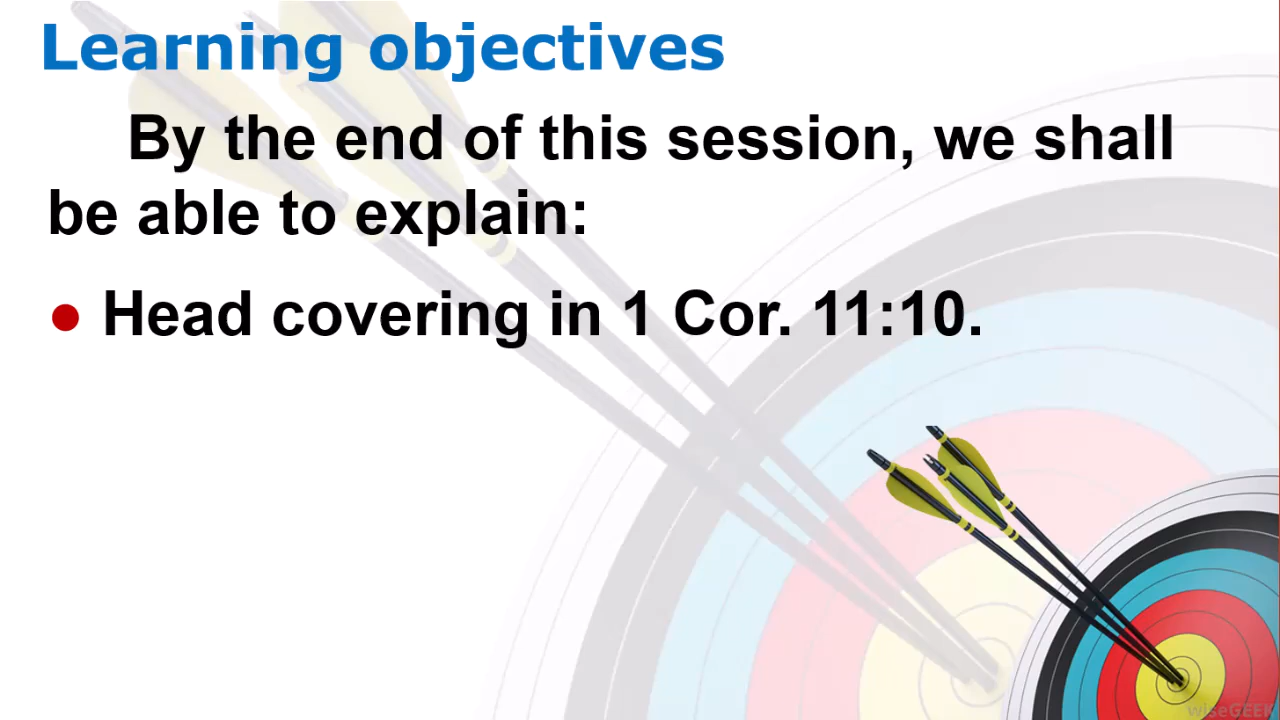 Learning objectives
By the end of this session, we shall
be able to explain:
● Head covering in 1 Cor. 11:10.
wiseGEEK